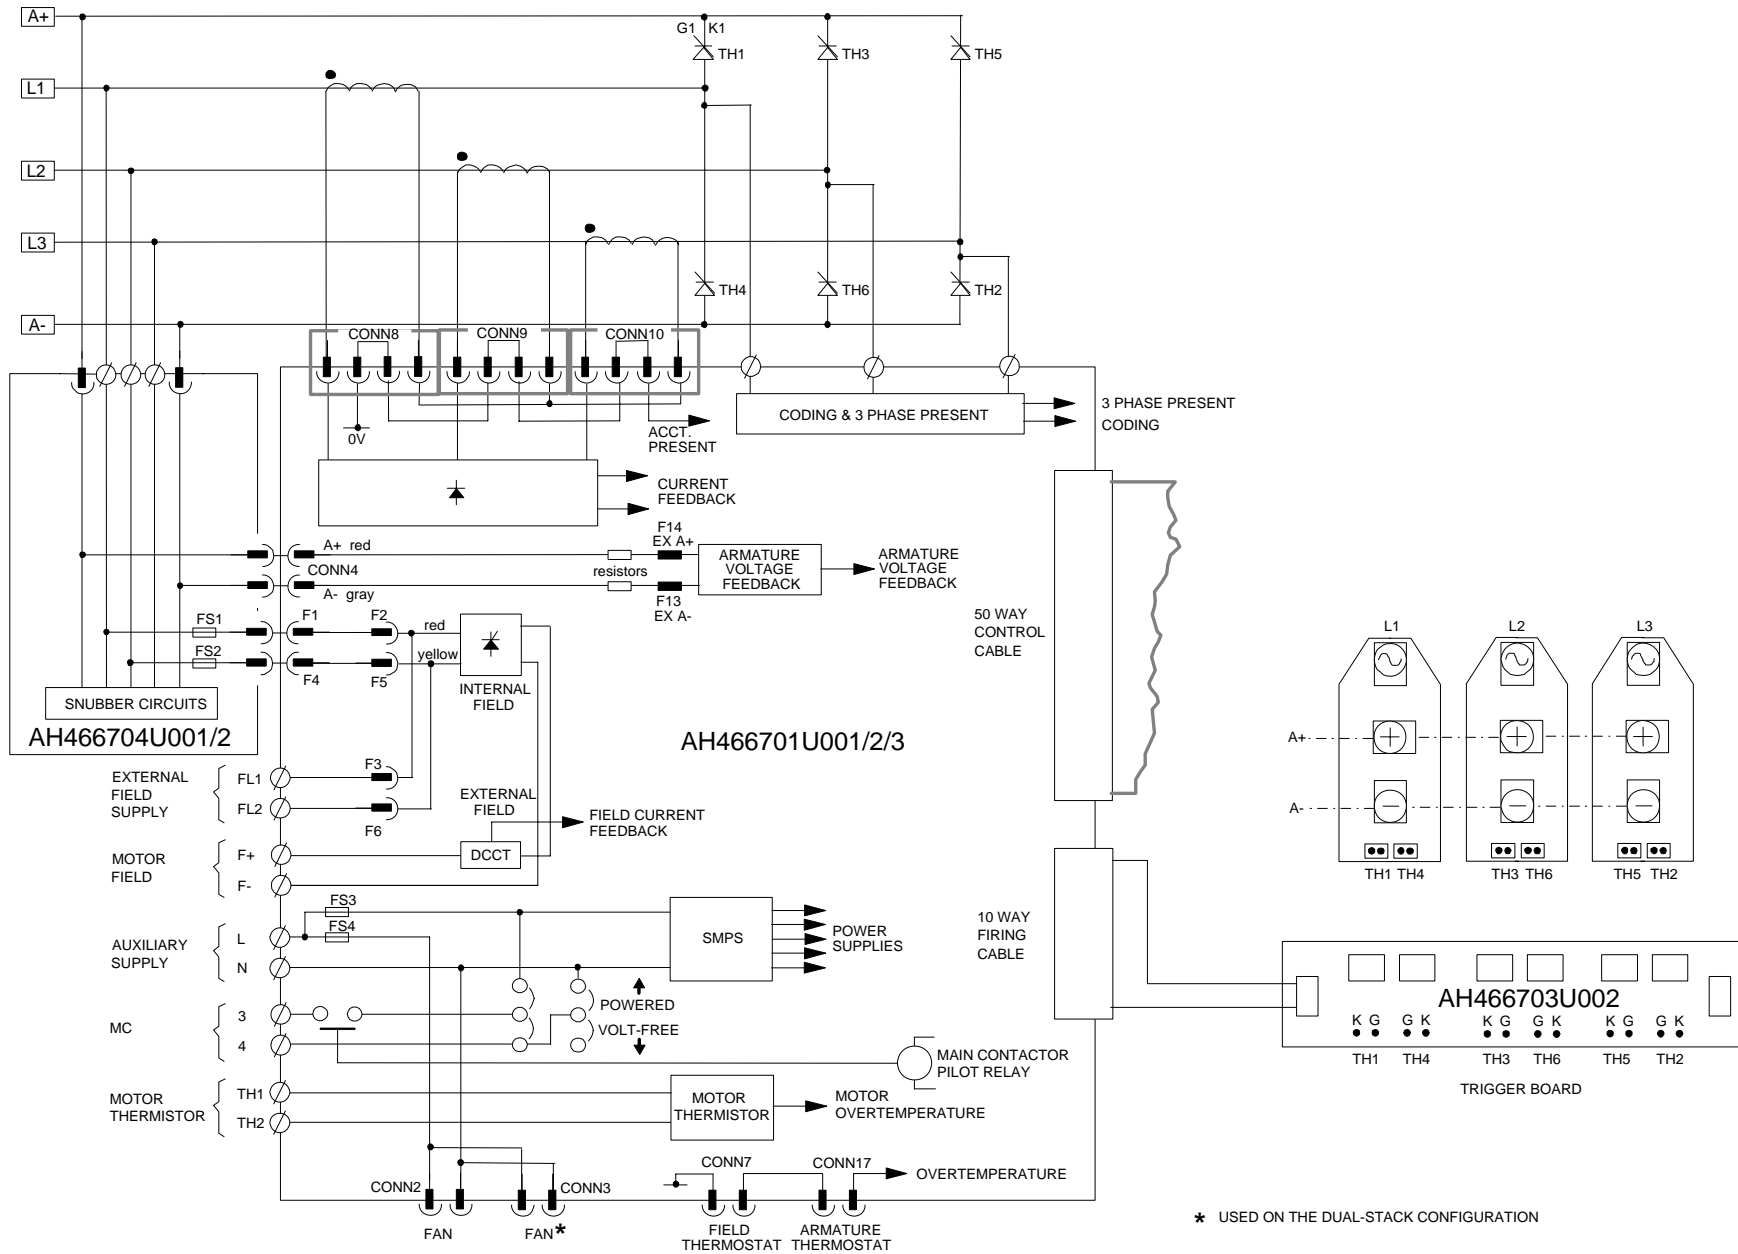 A+
G1 K1
TH1
TH3
TH5
L1
L2
L3
TH4
TH6
TH2
A-
CONN8
CONN9
CONN10
0V
ACCT.
PRESENT
CODING & 3 PHASE PRESENT
3 PHASE PRESENT
CODING
CURRENT
FEEDBACK
A+ red
CONN4
A- gray
resistors
F14
EX A+
F13
EX A-
ARMATURE
VOLTAGE
FEEDBACK
ARMATURE
VOLTAGE
FEEDBACK
50 WAY
CONTROL
CABLE
FS1
F1
F2
red
FS2
F4
F5
yellow
INTERNAL
FIELD
SNUBBER CIRCUITS
AH466704U001/2
AH466701U001/2/3
EXTERNAL
FIELD
SUPPLY
FL1
FL2
F3
F6
EXTERNAL
FIELD
FIELD CURRENT
FEEDBACK
MOTOR
FIELD
F+
F-
DCCT
AUXILIARY
SUPPLY
L
N
FS3
FS4
SMPS
POWER
SUPPLIES
10 WAY
FIRING
CABLE
MC
3
4
POWERED
VOLT-FREE
MAIN CONTACTOR
PILOT RELAY
MOTOR
THERMISTOR
TH1
TH2
MOTOR
THERMISTOR
MOTOR
OVERTEMPERATURE
CONN2
CONN3
FAN
FAN*
CONN7
CONN17
OVERTEMPERATURE
FIELD
THERMOSTAT
ARMATURE
THERMOSTAT
L1
L2
L3
A+
A-
TH1 TH4
TH3 TH6
TH5 TH2
AH466703U002
K G
G K
K G
G K
K G
G K
TH1
TH4
TH3
TH6
TH5
TH2
TRIGGER BOARD
* USED ON THE DUAL-STACK CONFIGURATION